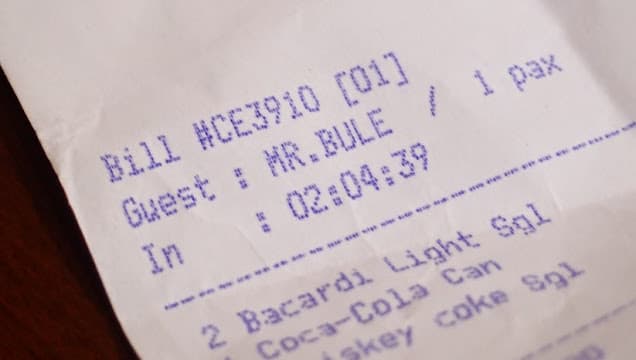 Bill #CE3910 [01]
Guest : MR.BULE / 1 pax
In : 02:04:39
2 Bacardi Light Sgl
Coca-Cola Can
coke Sgl